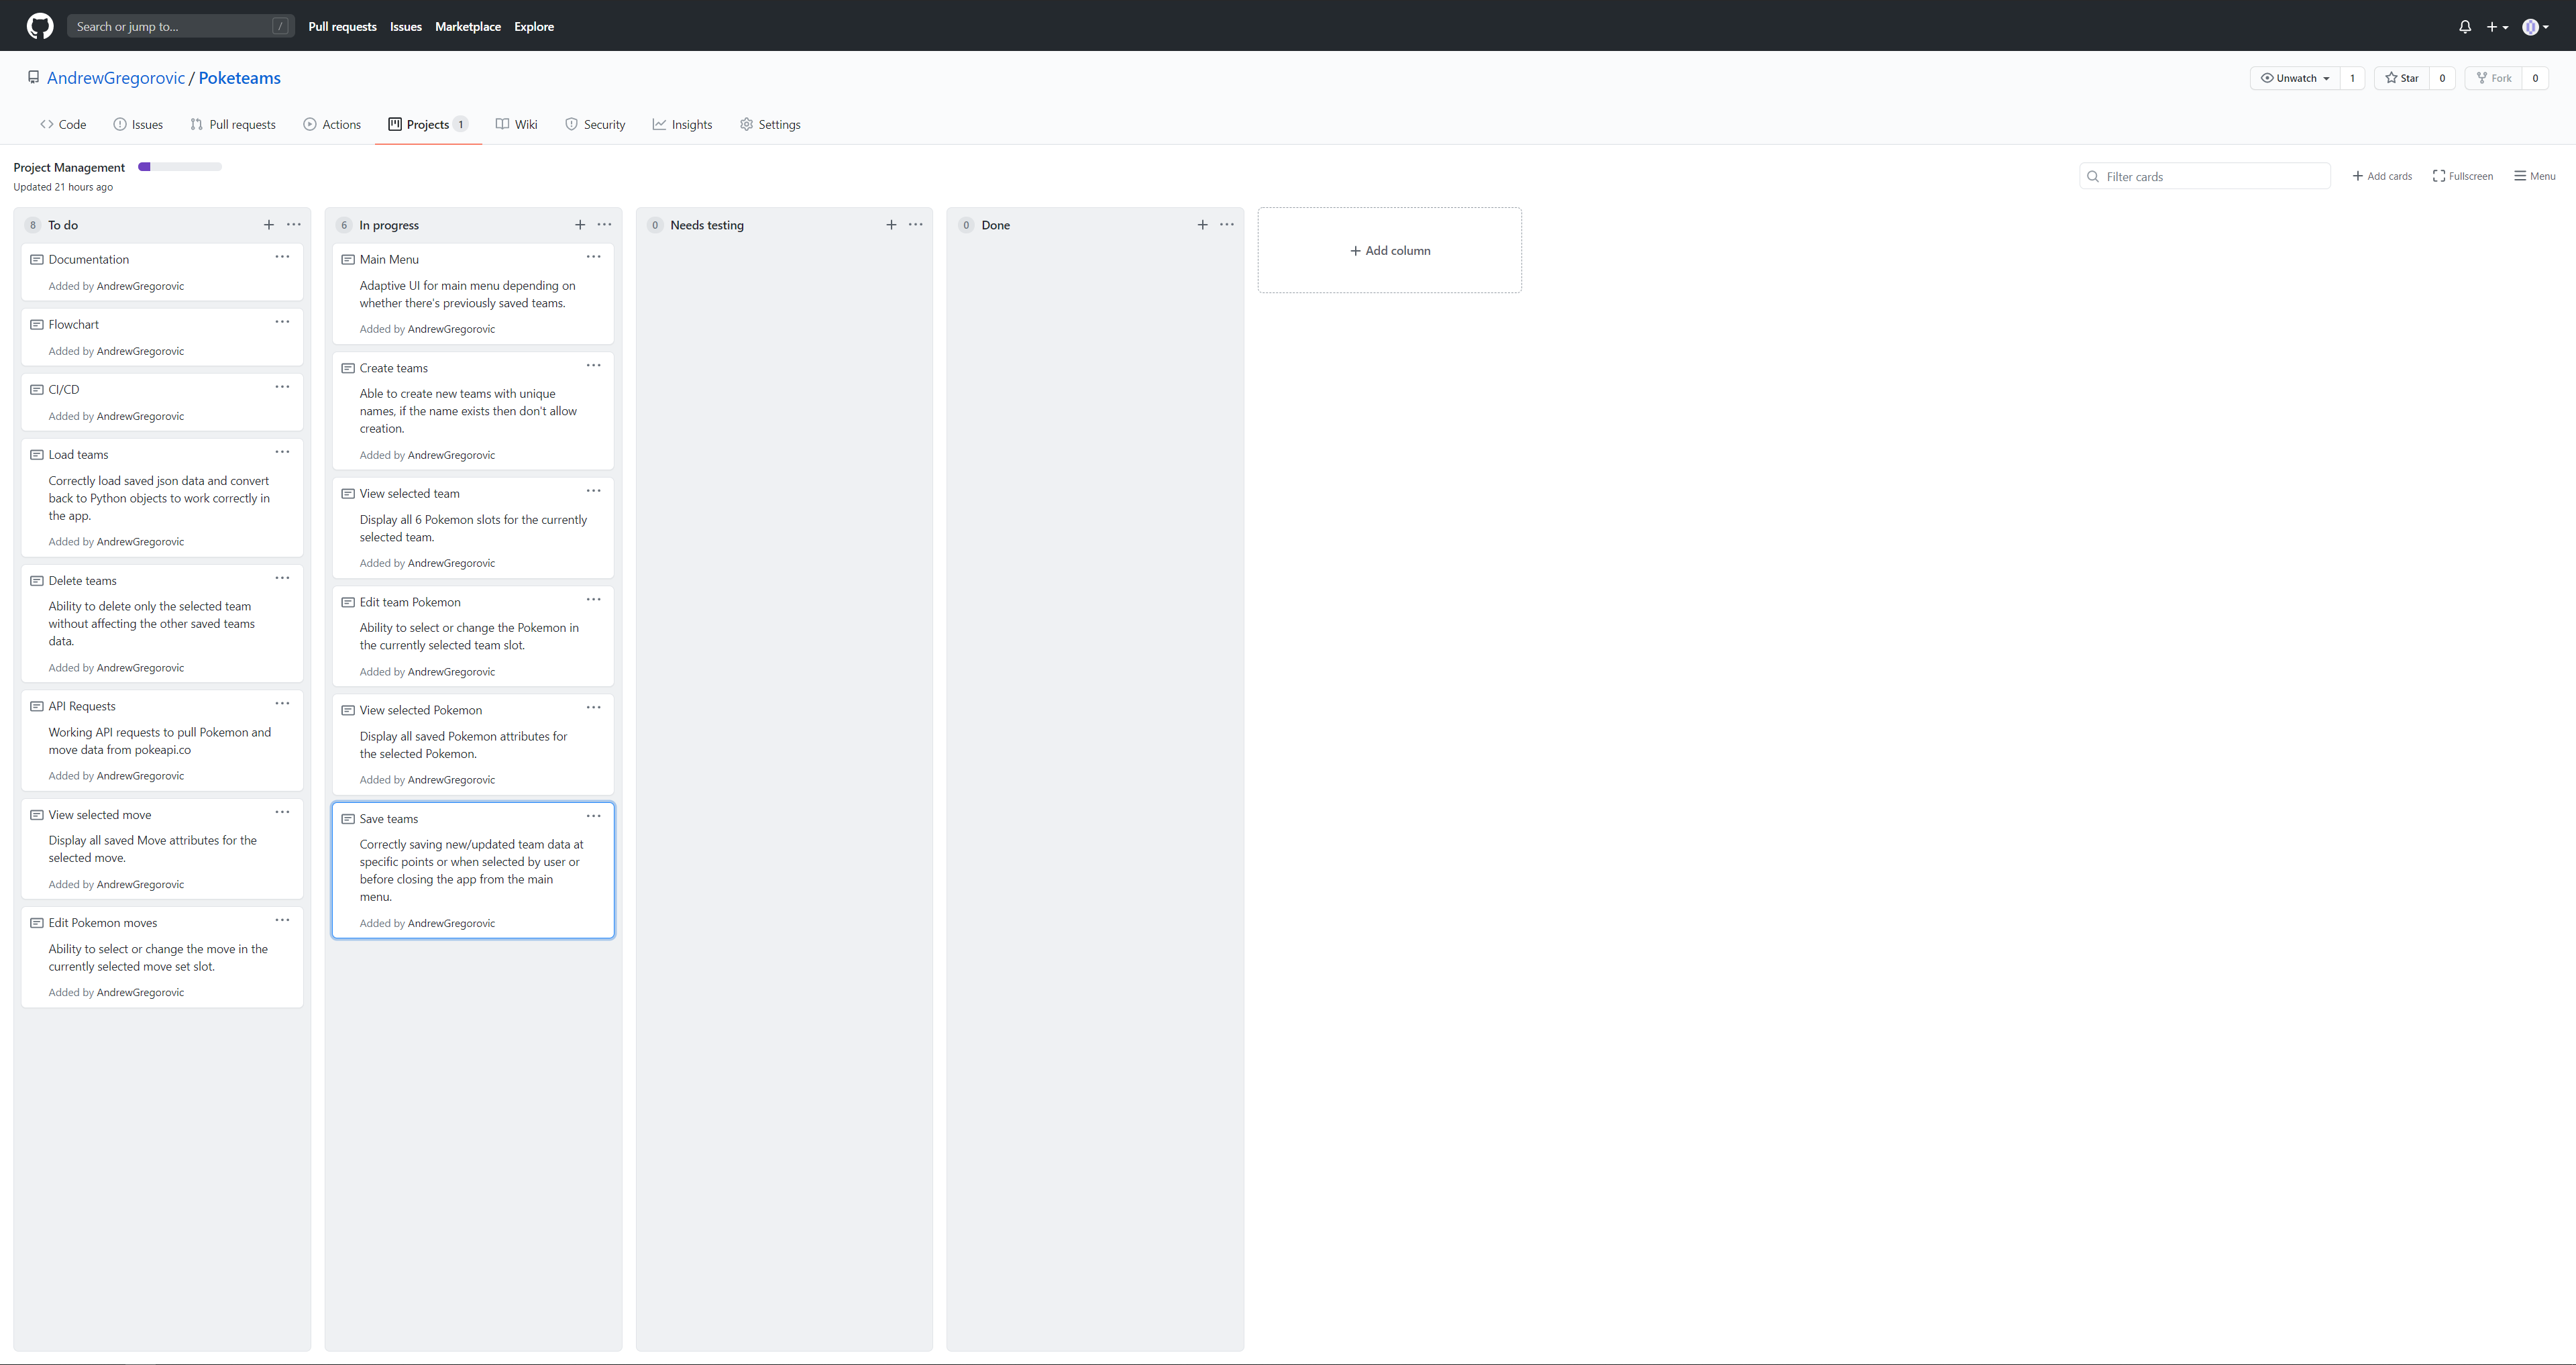 Search or jump to... /
Pull requests Issues Marketplace Explore
AndrewGregorovic / Poketeams
Unwatch 1 Star 0 Fork 0
Code Issues Pull requests Actions Projects 1 Wiki Security Insights Settings
Project Management
Updated 21 hours ago
Filter cards
Add cards Fullscreen Menu
8 To do
Documentation
Added by AndrewGregorovic
Flowchart
Added by AndrewGregorovic
CI/CD
Added by AndrewGregorovic
Load teams
Correctly load saved json data and convert
back to Python objects to work correctly in
the app.
Added by AndrewGregorovic
Delete teams
Ability to delete only the selected team
without affecting the other saved teams
data.
Added by AndrewGregorovic
API Requests
Working API requests to pull Pokemon and
move data from pokeapi.co
Added by AndrewGregorovic
View selected move
Display all saved Move attributes for the
selected move.
Added by AndrewGregorovic
Edit Pokemon moves
Ability to select or change the move in the
currently selected move set slot.
Added by AndrewGregorovic
6 In progress
Main Menu
Adaptive UI for main menu depending on
whether there's previously saved teams.
Added by AndrewGregorovic
Create teams
Able to create new teams with unique
names, if the name exists then don't allow
creation.
Added by AndrewGregorovic
View selected team
Display all 6 Pokemon slots for the currently
selected team.
Added by AndrewGregorovic
Edit team Pokemon
Ability to select or change the Pokemon in
the currently selected team slot.
Added by AndrewGregorovic
View selected Pokemon
Display all saved Pokemon attributes for
the selected Pokemon.
Added by AndrewGregorovic
Save teams
Correctly saving new/updated team data at
specific points or when selected by user or
before closing the app from the main
menu.
Added by AndrewGregorovic
0 Needs testing
0 Done
Add column